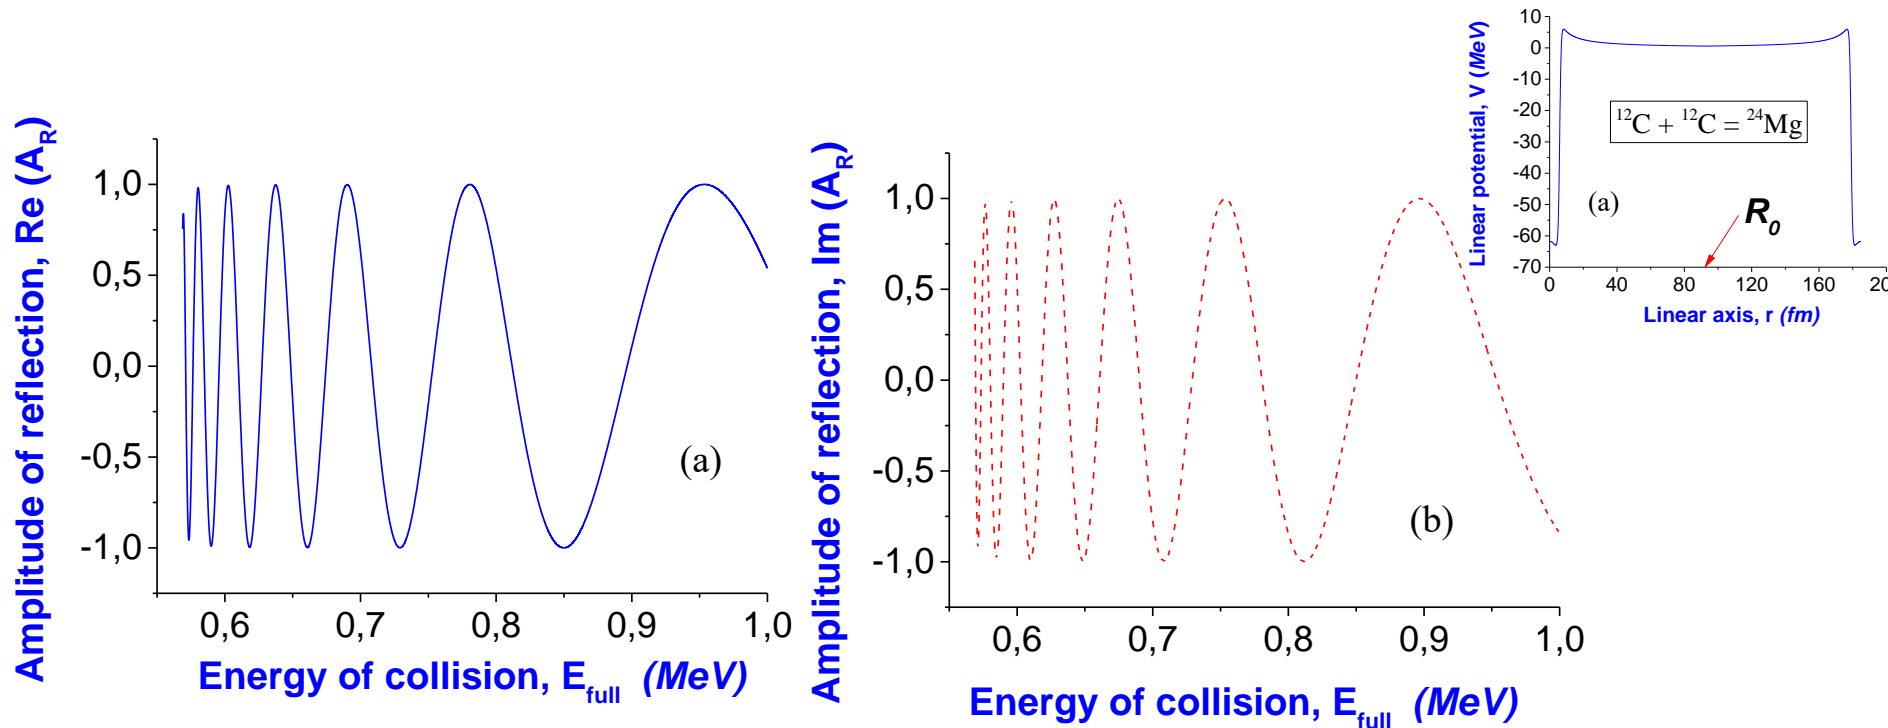 Amplitude of reflection, Re (A_R)
1,0
0,5
0,0
-0,5
-1,0
(a)
0,6 0,7 0,8 0,9 1,0
Energy of collision, E_full (MeV)
Amplitude of reflection, Im (A_R)
1,0
0,5
0,0
-0,5
-1,0
(b)
0,6 0,7 0,8 0,9 1,0
Energy of collision, E_full (MeV)
Linear potential, V (MeV)
10
0
-10
-20
-30
-40
-50
-60
-70
¹²C + ¹²C = ²⁴Mg
(a)
R₀
0 40 80 120 160 20
Linear axis, r (fm)